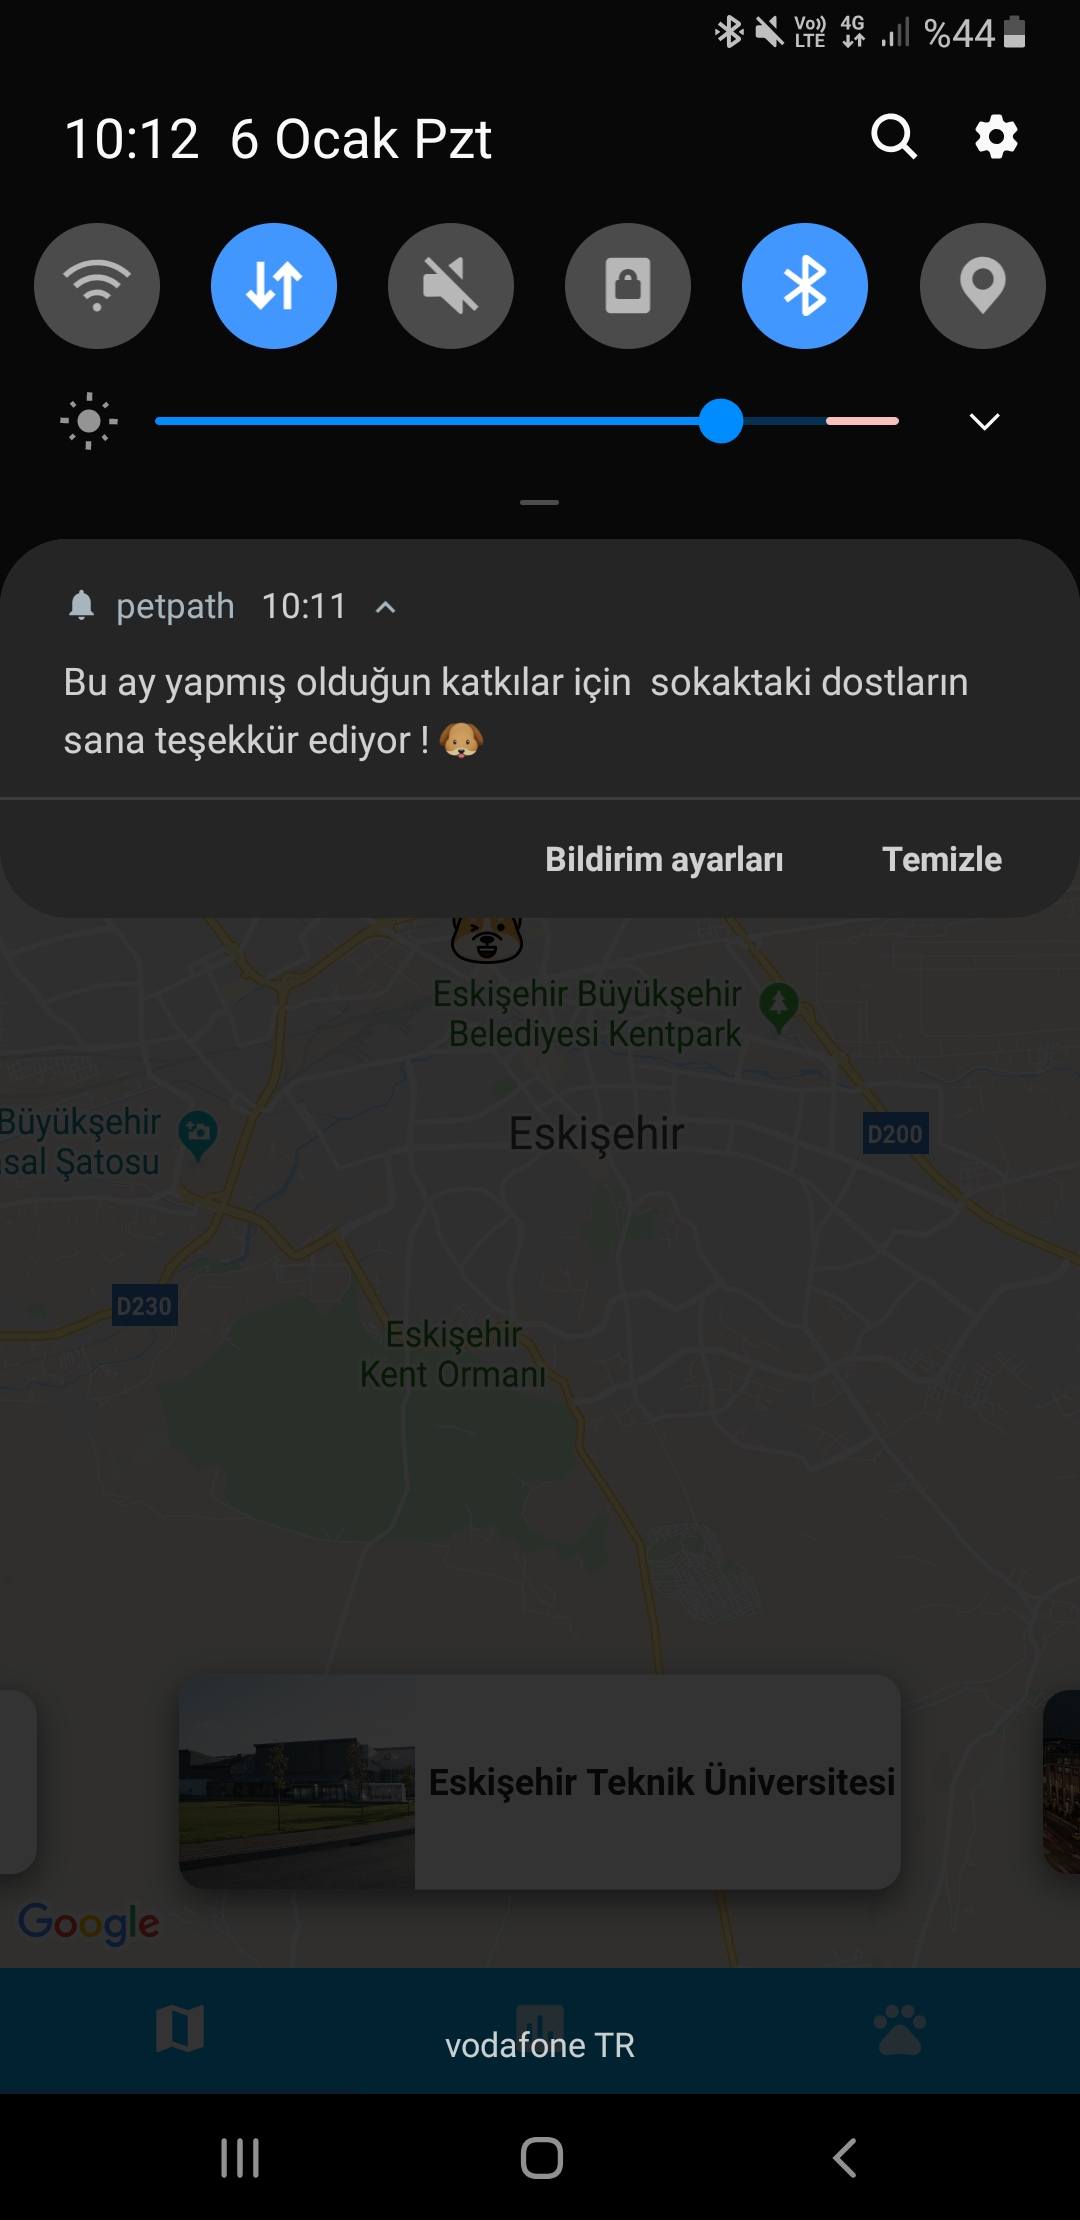 Vo)) LTE 4G %44
10:12 6 Ocak Pzt
petpath 10:11
Bu ay yapmış olduğun katkılar için  sokaktaki dostların
sana teşekkür ediyor ! 🐶
Bildirim ayarları Temizle
Eskişehir Büyükşehir
Belediyesi Kentpark
Büyükşehir
sal Şatosu
Eskişehir
D200
D230
Eskişehir
Kent Ormanı
Eskişehir Teknik Üniversitesi
Google
vodafone TR